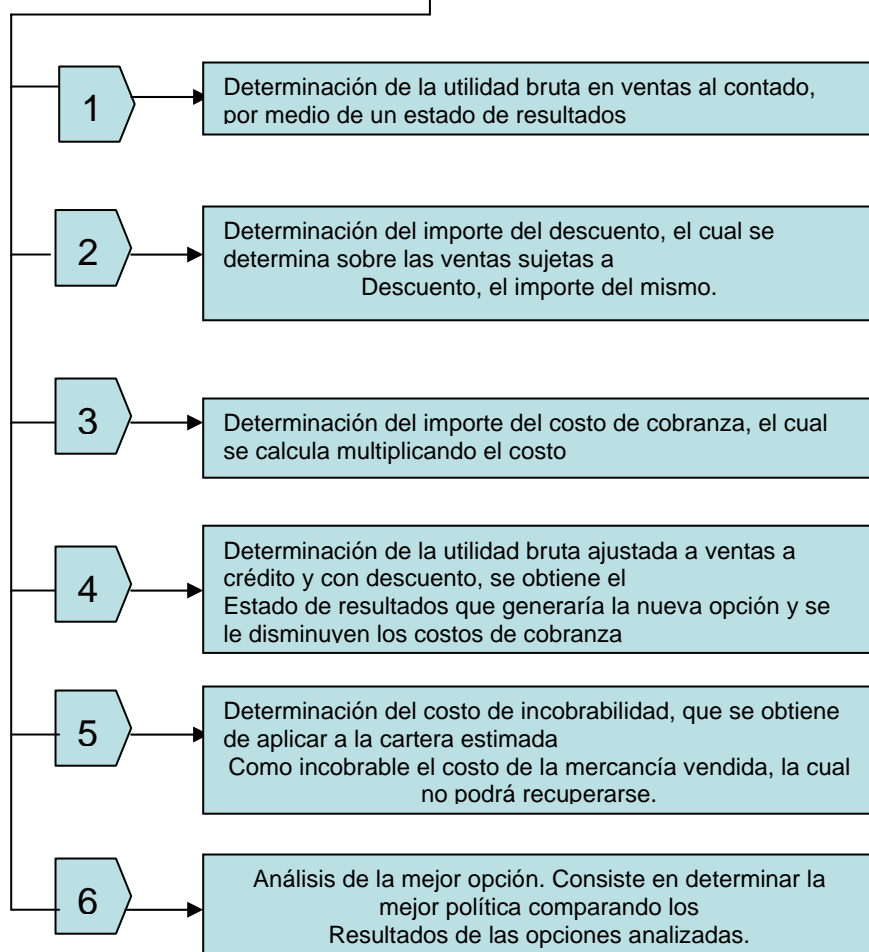 1
Determinación de la utilidad bruta en ventas al contado,
por medio de un estado de resultados
2
Determinación del importe del descuento, el cual se
determina sobre las ventas sujetas a
Descuento, el importe del mismo.
3
Determinación del importe del costo de cobranza, el cual
se calcula multiplicando el costo
4
Determinación de la utilidad bruta ajustada a ventas a
crédito y con descuento, se obtiene el
Estado de resultados que generaría la nueva opción y se
le disminuyen los costos de cobranza
5
Determinación del costo de incobrabilidad, que se obtiene
de aplicar a la cartera estimada
Como incobrable el costo de la mercancía vendida, la cual
no podrá recuperarse.
6
Análisis de la mejor opción. Consiste en determinar la
mejor política comparando los
Resultados de las opciones analizadas.